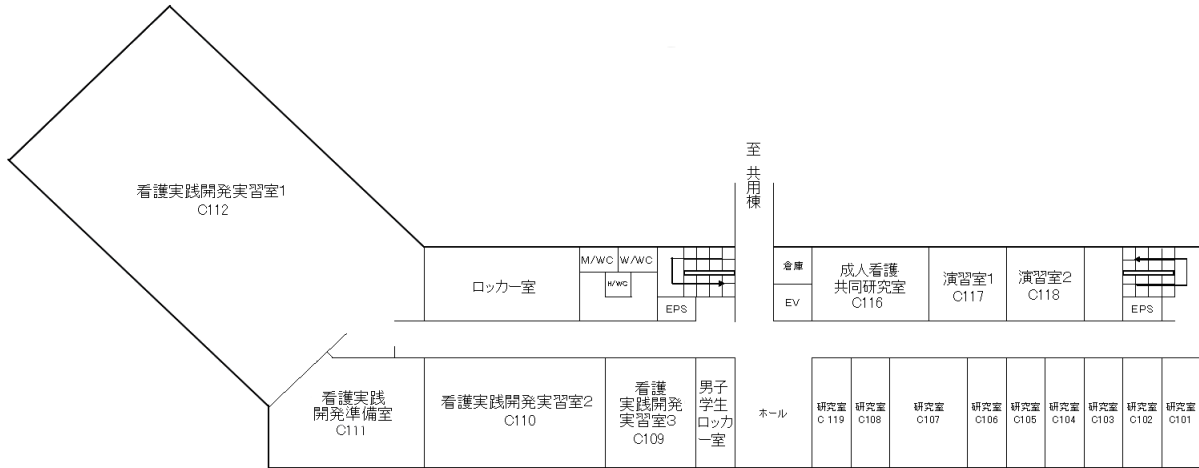 看護実践開発実習室1
C112
至 共用棟
ロッカー室
M/WC
W/WC
H/WC
EPS
倉庫
EV
成人看護
共同研究室
C116
演習室1
C117
演習室2
C118
EPS
看護実践
開発準備室
C111
看護実践開発実習室2
C110
看護
実践開発
実習室3
C109
男子
学生
ロッカ
ー室
ホール
研究室
C 119
研究室
C108
研究室
C107
研究室
C106
研究室
C105
研究室
C104
研究室
C103
研究室
C102
研究室
C101